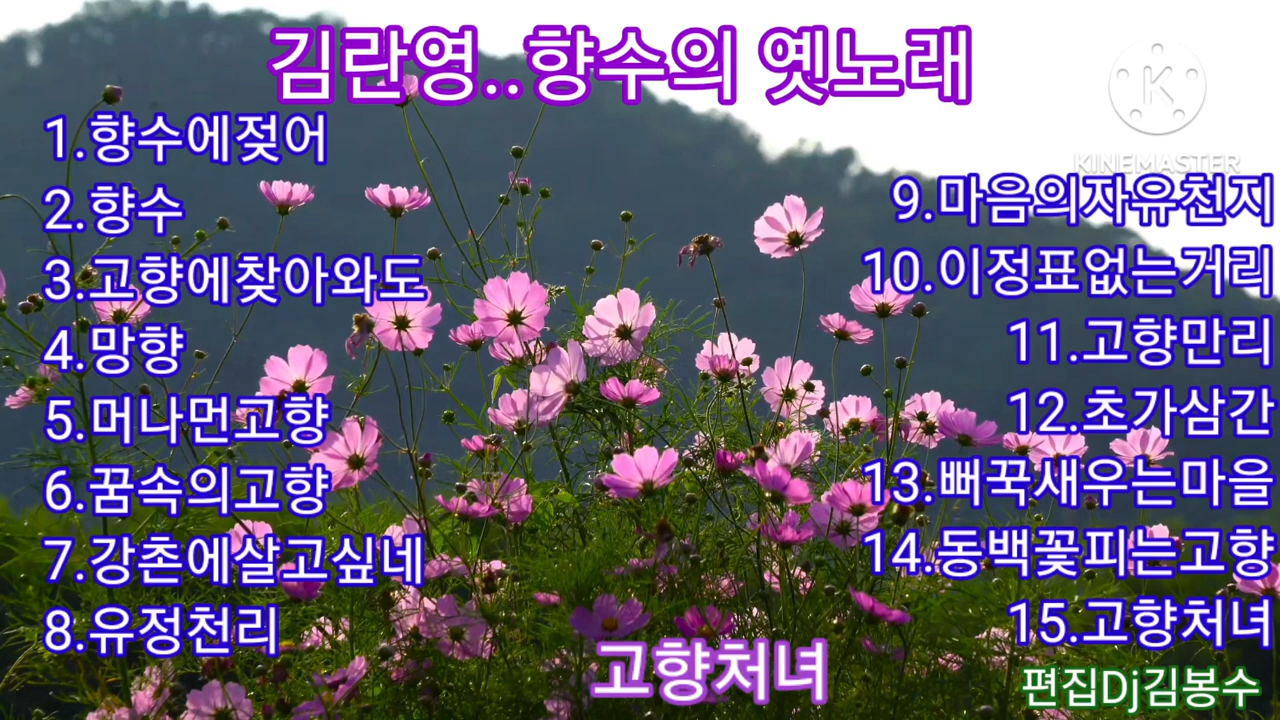 김란영..향수의 옛노래
K
KINEMASTER
1.향수에젖어
2.향수
3.고향에찾아와도
4.망향
5.머나먼고향
6.꿈속의고향
7.강촌에살고싶네
8.유정천리
9.마음의자유천지
10.이정표없는거리
11.고향만리
12.초가삼간
13.뻐꾹새우는마을
14.동백꽃피는고향
15.고향처녀
고향처녀
편집Dj김봉수